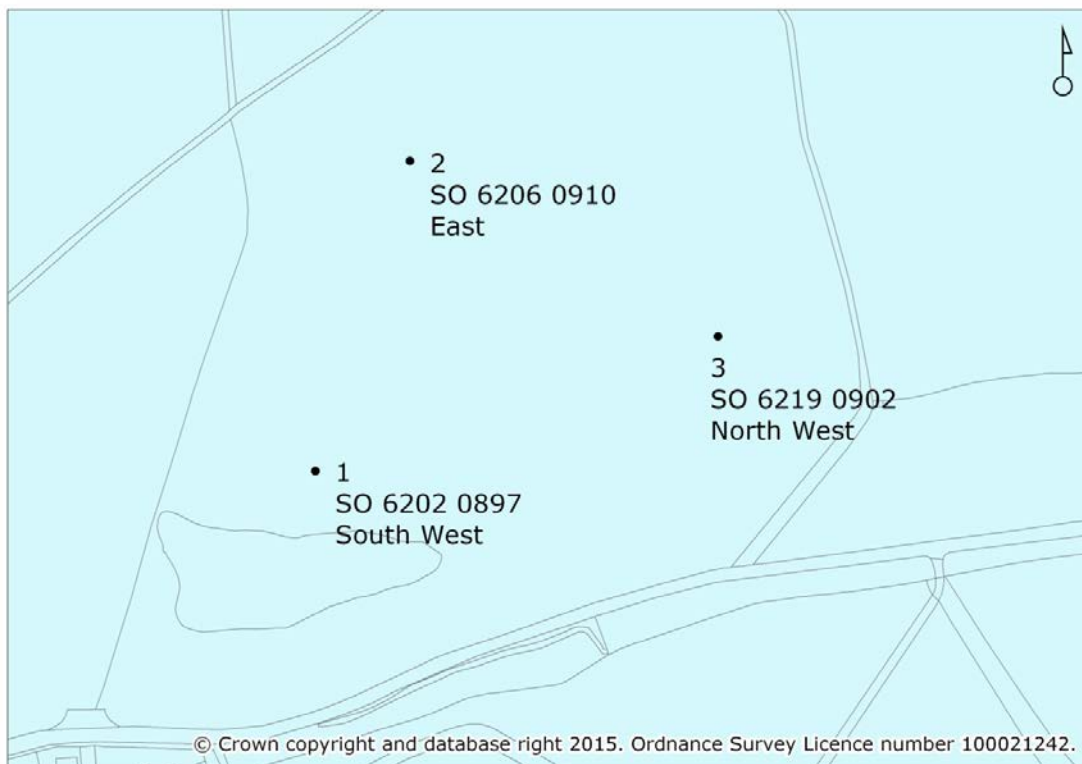 2
SO 6206 0910
East
3
SO 6219 0902
North West
1
SO 6202 0897
South West
© Crown copyright and database right 2015. Ordnance Survey Licence number 100021242.